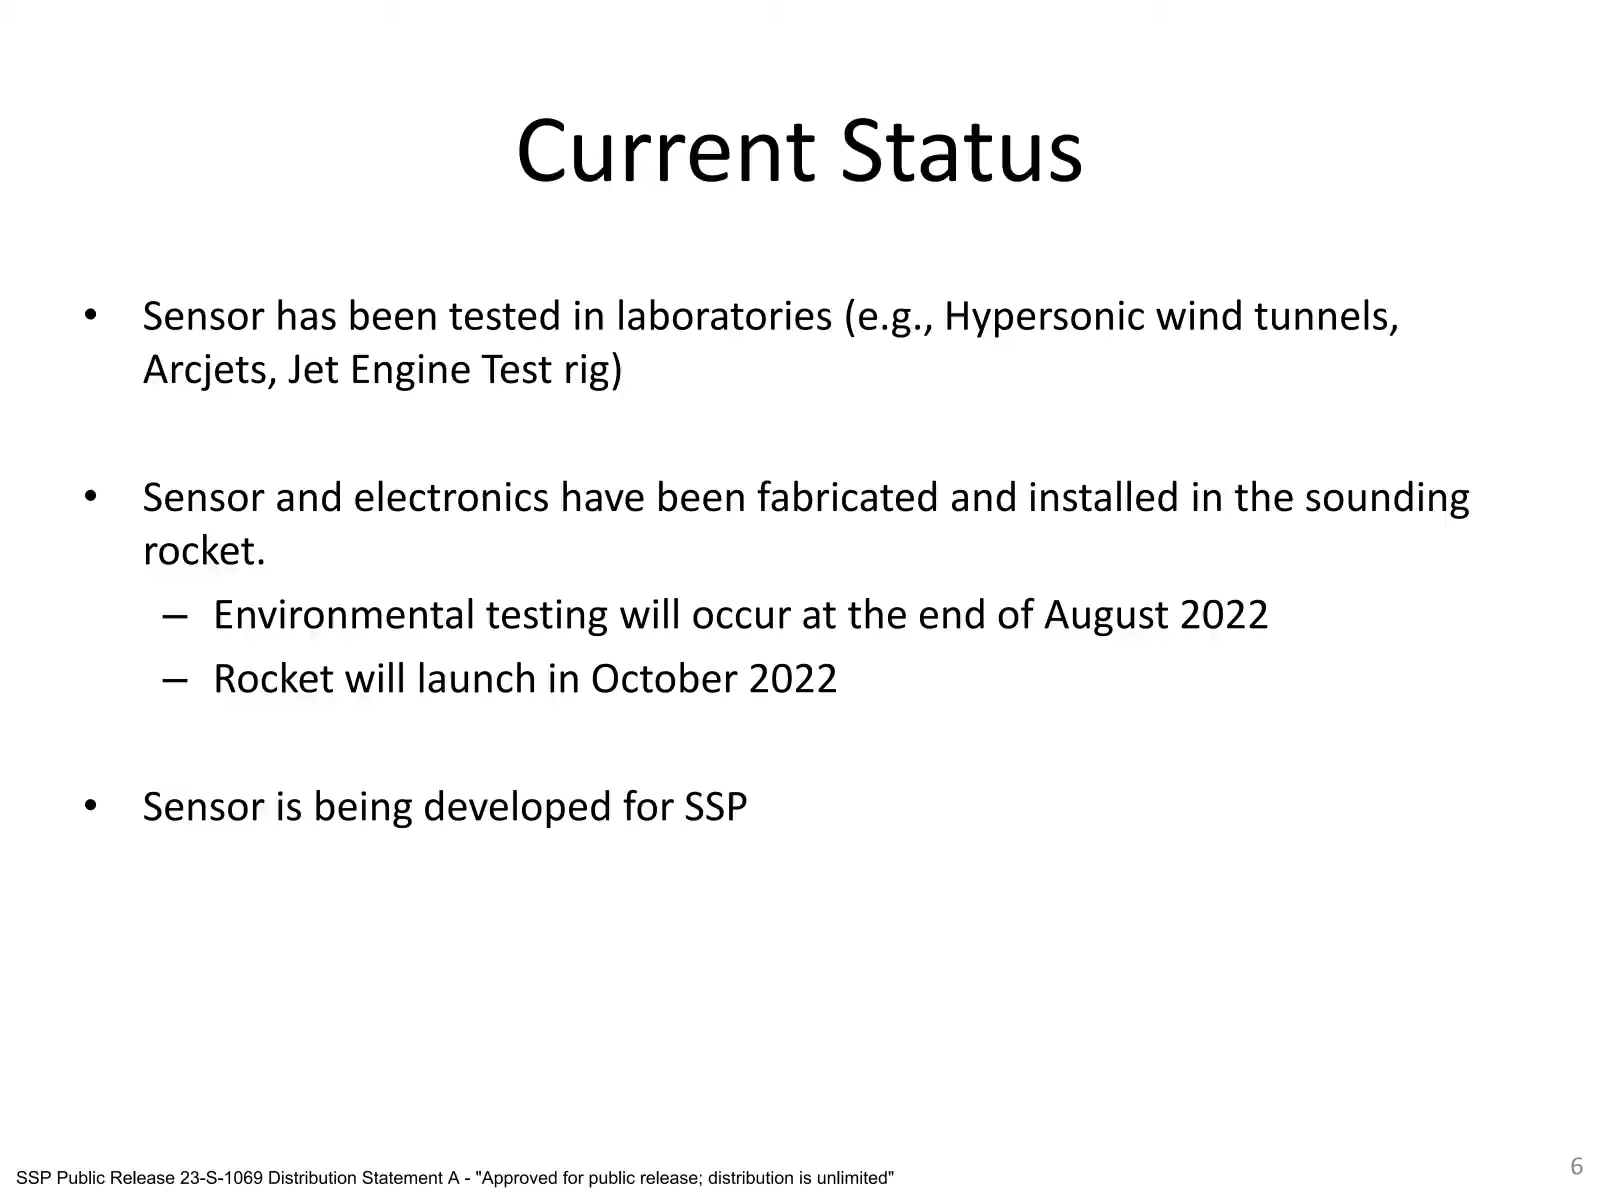 Current Status
• Sensor has been tested in laboratories (e.g., Hypersonic wind tunnels,
Arcjets, Jet Engine Test rig)
• Sensor and electronics have been fabricated and installed in the sounding
rocket.
– Environmental testing will occur at the end of August 2022
– Rocket will launch in October 2022
• Sensor is being developed for SSP
SSP Public Release 23-S-1069 Distribution Statement A - "Approved for public release; distribution is unlimited"
6